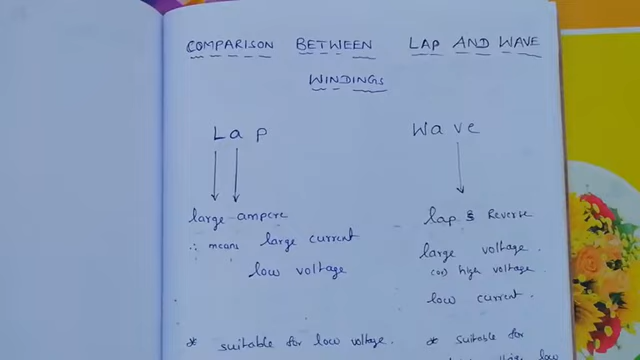 COMPARISON BETWEEN LAP AND WAVE
WINDINGS
Lap
large ampere
∴ means large current
low voltage
* suitable for low voltage.
Wave
lap & Reverse
large voltage.
(or) high voltage.
low current.
* suitable for
low